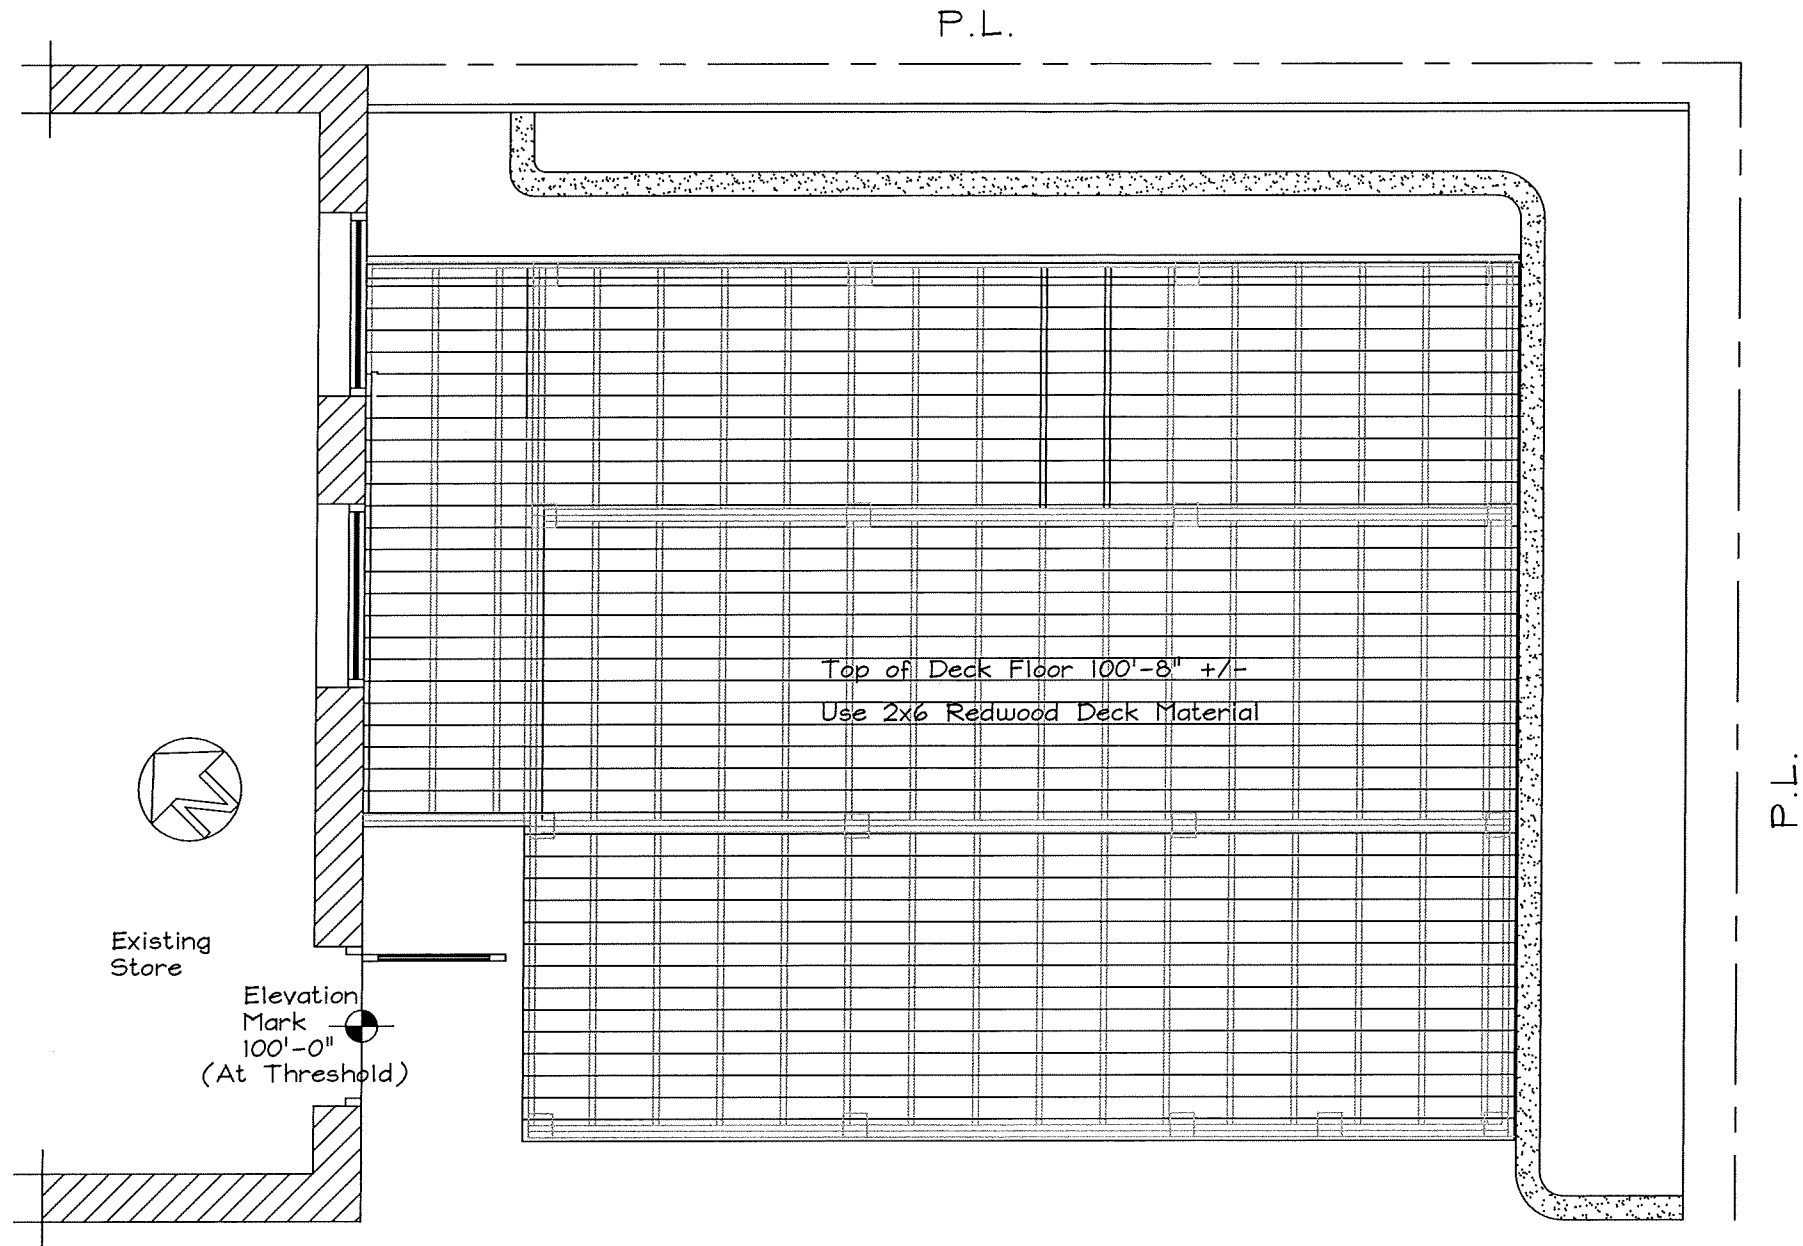 P.L.
Top of Deck Floor 100'-8" +/-
Use 2x6 Redwood Deck Material
P.L.
N
Existing
Store
Elevation
Mark
100'-0"
(At Threshold)